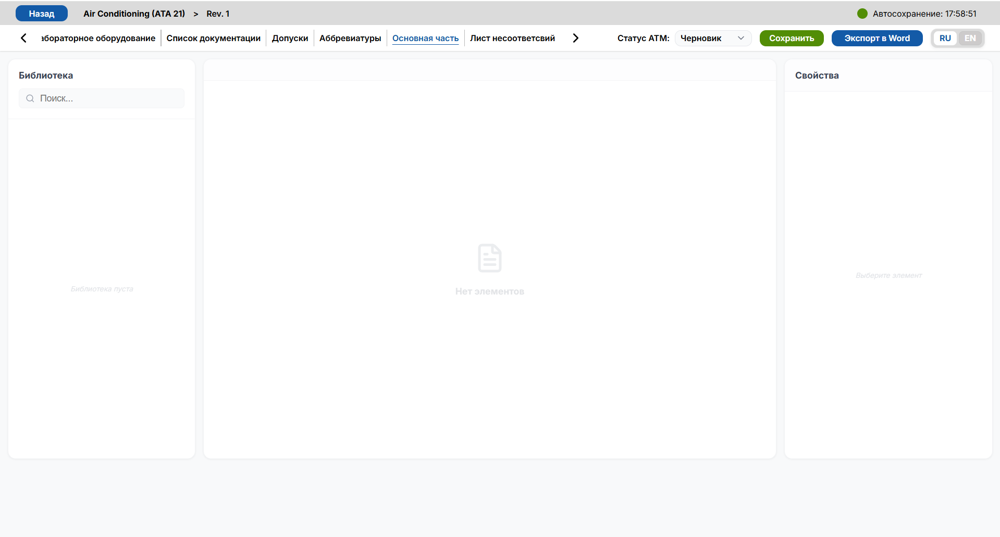 Назад
Air Conditioning (ATA 21) > Rev. 1
Автосохранение: 17:58:51
абораторное оборудование
Список документации
Допуски
Аббревиатуры
Основная часть
Лист несоответсвий
Статус АТМ:
Черновик
Сохранить
Экспорт в Word
RU
EN
Библиотека
Поиск...
Библиотека пуста
Нет элементов
Свойства
Выберите элемент